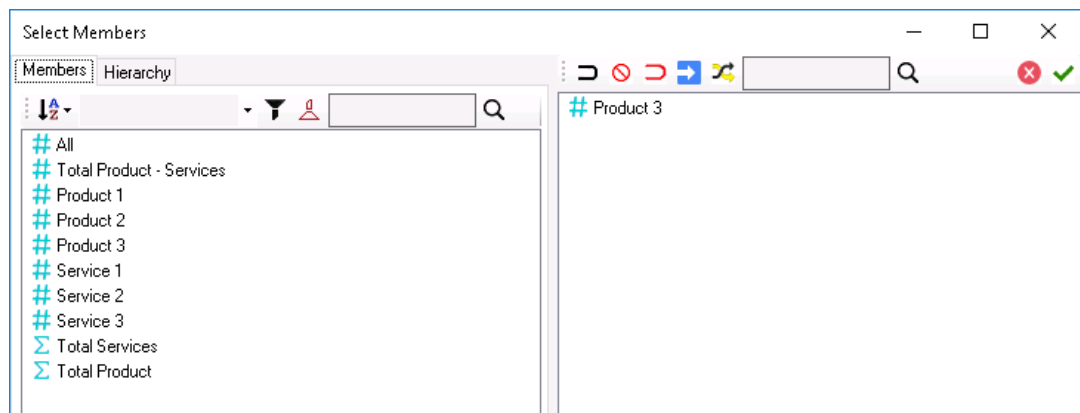 Select Members
Members Hierarchy
All
Total Product - Services
Product 1
Product 2
Product 3
Service 1
Service 2
Service 3
Total Services
Total Product
Product 3